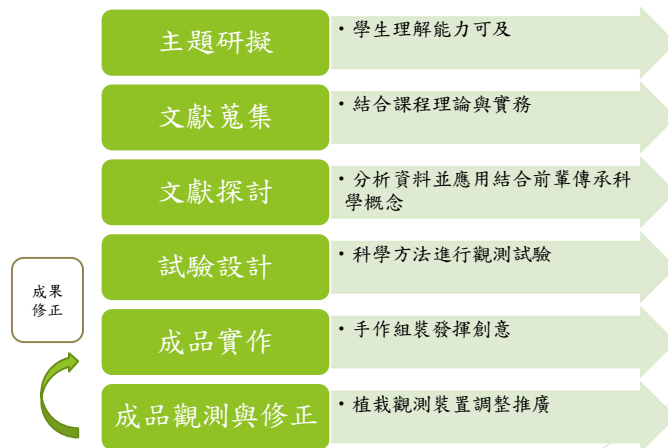 主題研擬
•學生理解能力可及
文獻蒐集
•結合課程理論與實務
文獻探討
•分析資料並應用結合前輩傳承科
學概念
試驗設計
•科學方法進行觀測試驗
成果
修正
成品實作
•手作組裝發揮創意
成品觀測與修正
•植栽觀測裝置調整推廣